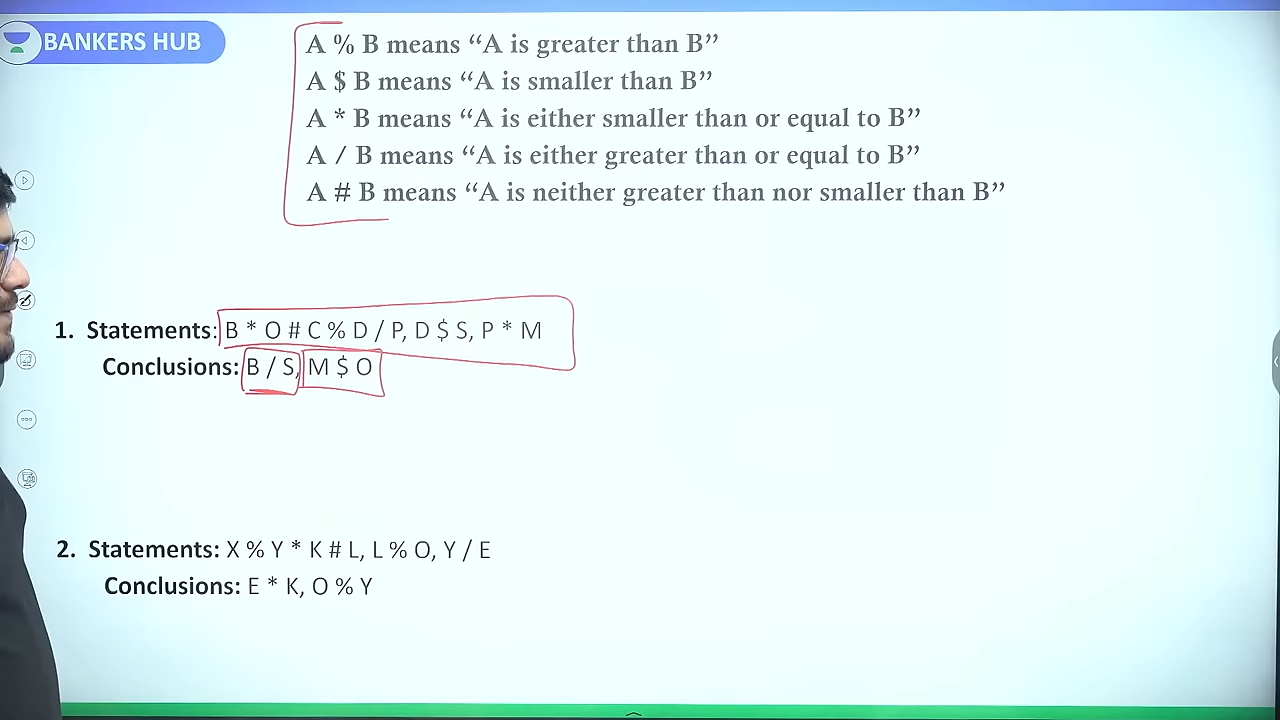 BANKERS HUB
A % B means “A is greater than B”
A $ B means “A is smaller than B”
A * B means “A is either smaller than or equal to B”
A / B means “A is either greater than or equal to B”
A # B means “A is neither greater than nor smaller than B”
1. Statements: B * O # C % D / P, D $ S, P * M
Conclusions: B / S, M $ O
2. Statements: X % Y * K # L, L % O, Y / E
Conclusions: E * K, O % Y